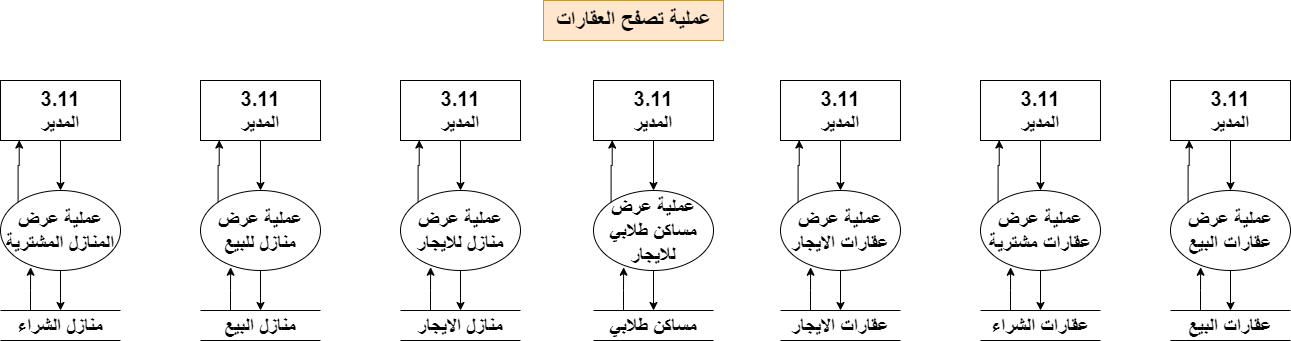 عملية تصفح العقارات
3.11
المدير
3.11
المدير
3.11
المدير
3.11
المدير
3.11
المدير
3.11
المدير
3.11
المدير
عملية عرض
عقارات البيع
عملية عرض
عقارات مشترية
عملية عرض
عقارات الايجار
عملية عرض
مساكن طلابي
للايجار
عملية عرض
منازل للايجار
عملية عرض
منازل للبيع
عملية عرض
المنازل المشترية
عقارات البيع
عقارات الشراء
عقارات الايجار
مساكن طلابي
منازل الايجار
منازل البيع
منازل الشراء